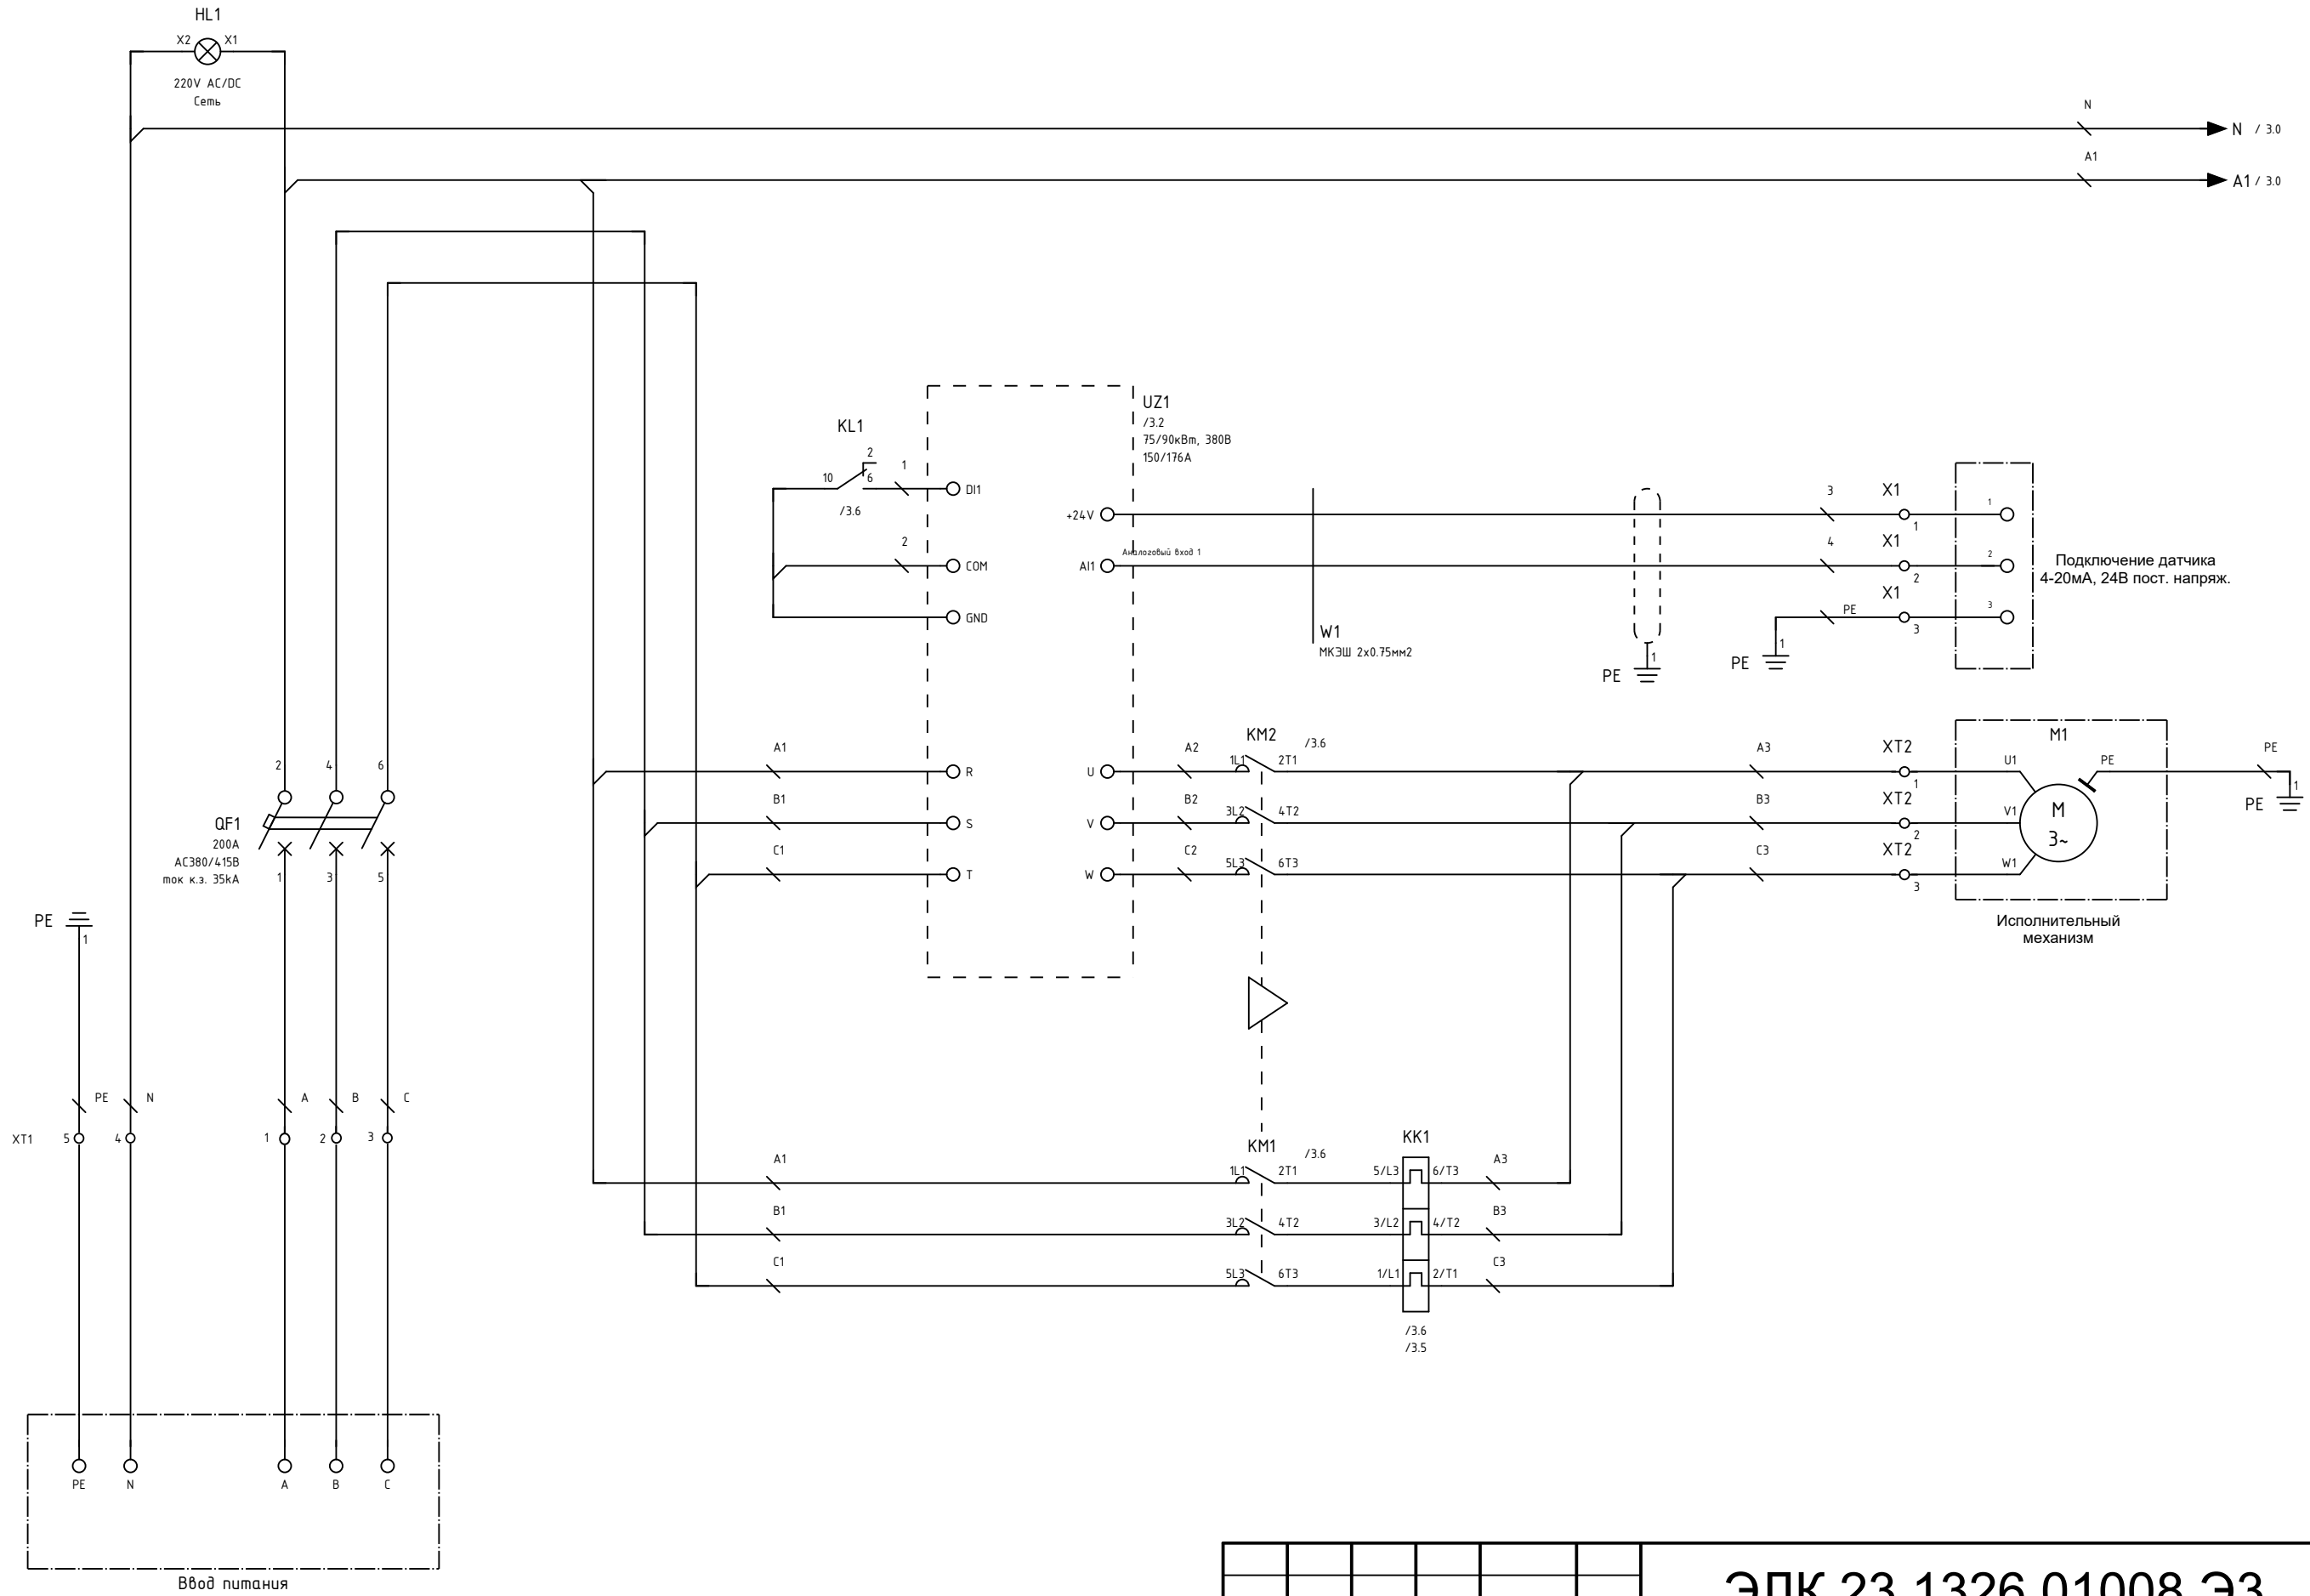 HL1
X2 X1
220V AC/DC
Сеть
N
N / 3.0
A1
A1 / 3.0
UZ1
/3.2
75/90кВт, 380В
150/176А
KL1
2
10 6 1
/3.6
DI1
2
COM
GND
+24V
Аналоговый вход 1
AI1
W1
МКЭШ 2х0.75мм2
PE 1
3 X1
1 1
4 X1
2 2
X1
PE 3
3
PE 1
Подключение датчика
4-20мА, 24В пост. напряж.
A1
R
B1
S
C1
T
U
V
W
A2
B2
C2
KM2 /3.6
1L1 2T1
3L2 4T2
5L3 6T3
A3 XT2
1
B3 XT2
2
C3 XT2
3
M1
U1 PE
V1
W1
M
3~
Исполнительный
механизм
PE
PE 1
2 4 6
QF1
200А
АС380/415В
ток к.з. 35кА
1 3 5
PE 1
PE N A B C
XT1 5 4 1 2 3
A1
B1
C1
KM1 /3.6
1L1 2T1
3L2 4T2
5L3 6T3
KK1
5/L3 6/T3
3/L2 4/T2
1/L1 2/T1
A3
B3
C3
/3.6
/3.5
PE N A B C
Ввод питания
ЭЛК.23.1326.01008 Э3